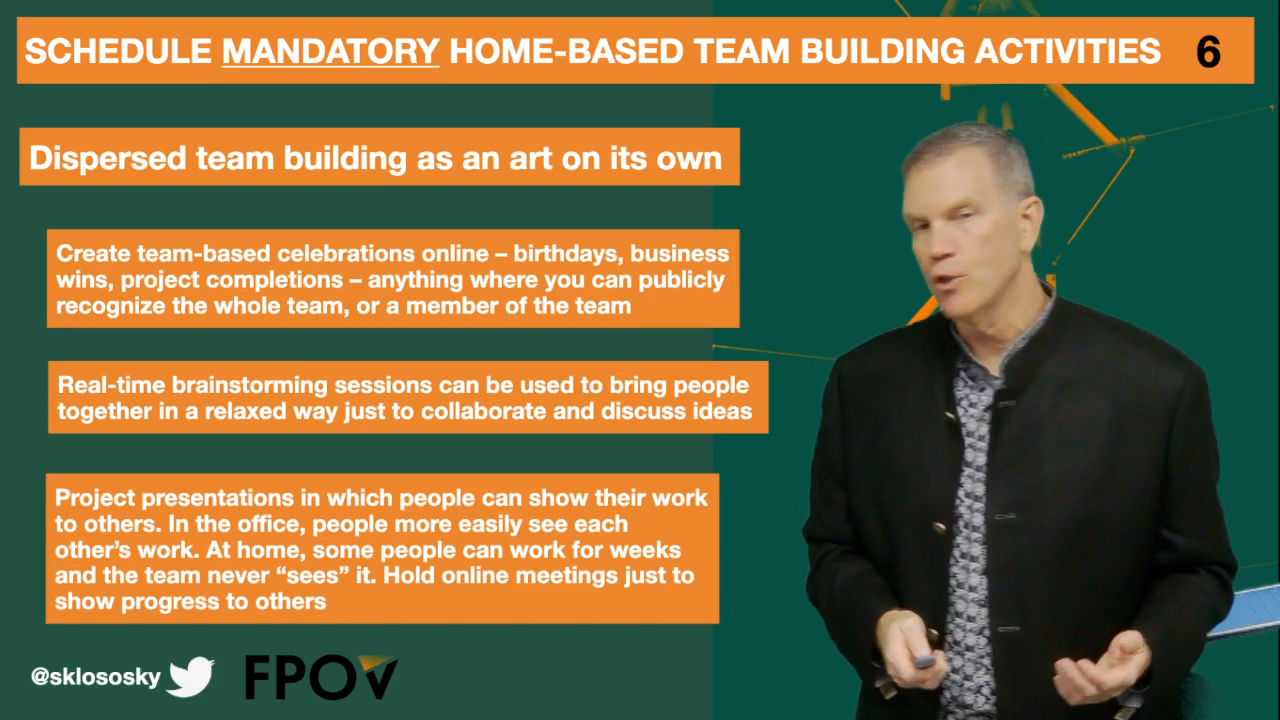 SCHEDULE MANDATORY HOME-BASED TEAM BUILDING ACTIVITIES 6
Dispersed team building as an art on its own
Create team-based celebrations online – birthdays, business
wins, project completions – anything where you can publicly
recognize the whole team, or a member of the team
Real-time brainstorming sessions can be used to bring people
together in a relaxed way just to collaborate and discuss ideas
Project presentations in which people can show their work
to others. In the office, people more easily see each
other’s work. At home, some people can work for weeks
and the team never “sees” it. Hold online meetings just to
show progress to others
@sklososky FPOV